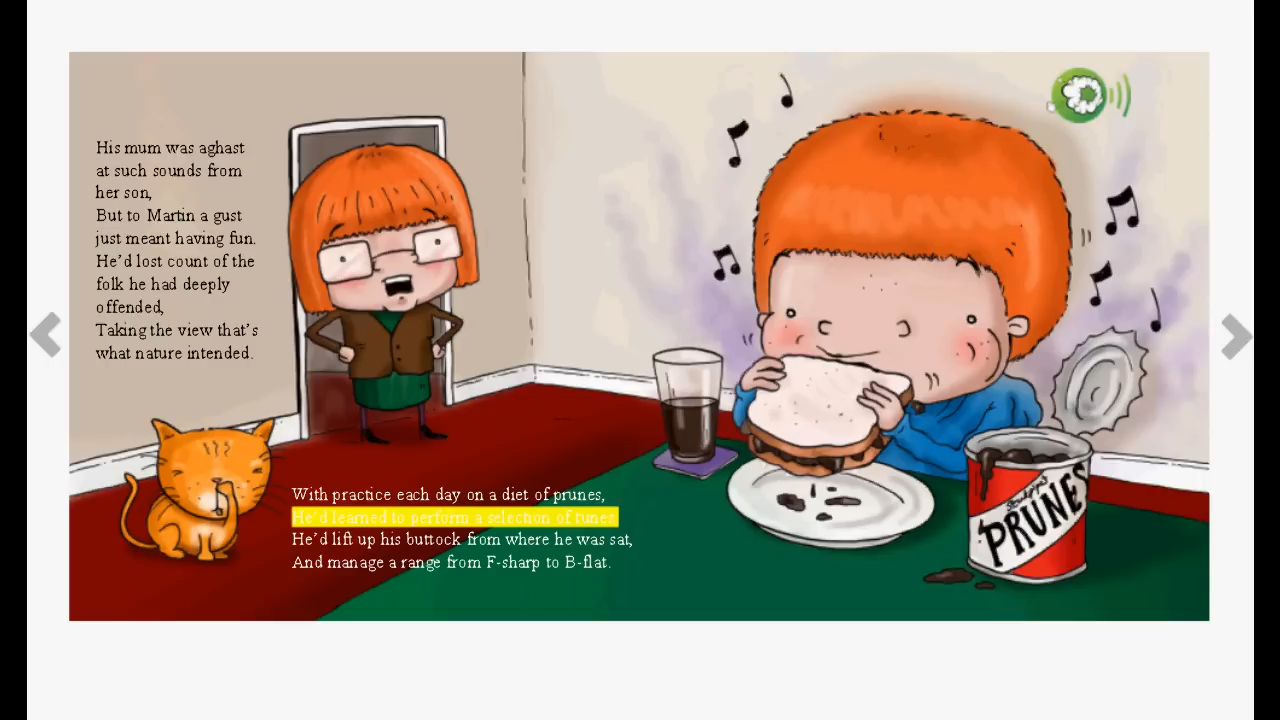 His mum was aghast
at such sounds from
her son,
But to Martin a gust
just meant having fun.
He'd lost count of the
folk he had deeply
offended,
Taking the view that's
what nature intended.
With practice each day on a diet of prunes,
He'd learned to perform a selection of tunes.
He'd lift up his buttock from where he was sat,
And manage a range from F-sharp to B-flat.
PRUNES